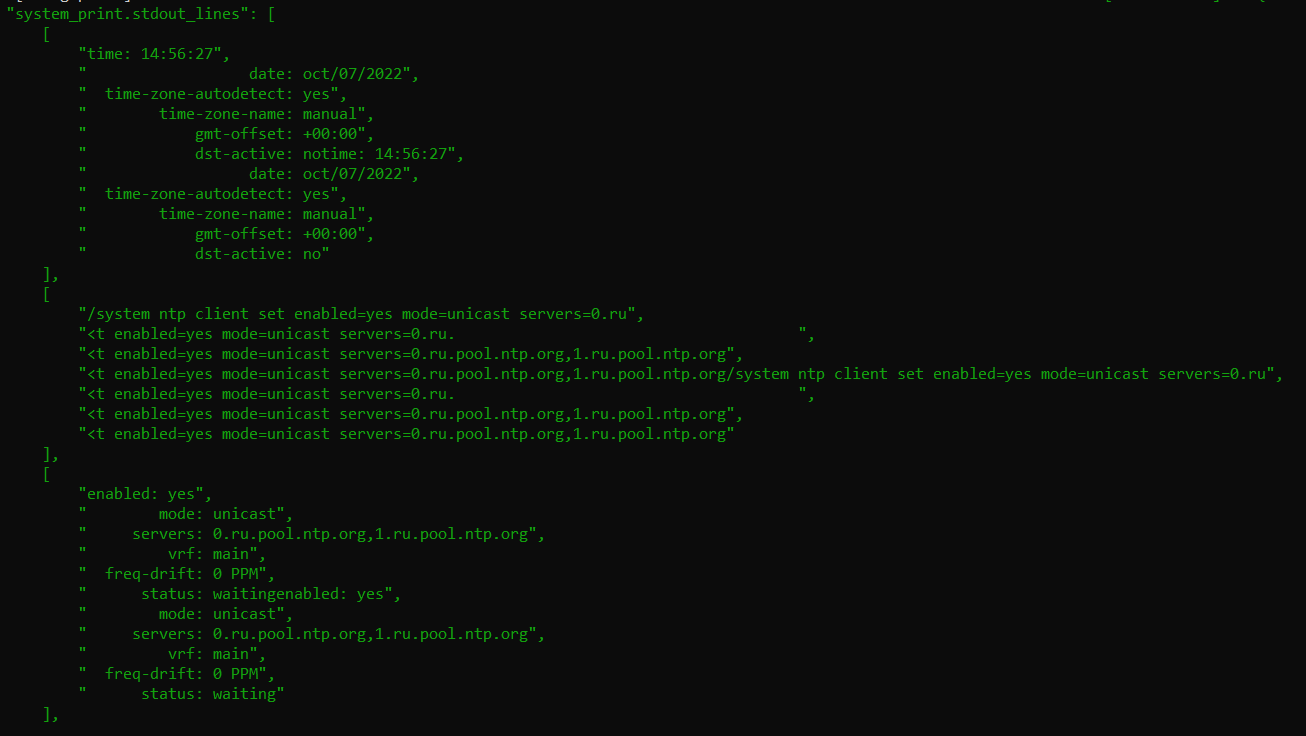 "system_print.stdout_lines": [
    [
        "time: 14:56:27",
        "                  date: oct/07/2022",
        "  time-zone-autodetect: yes",
        "        time-zone-name: manual",
        "            gmt-offset: +00:00",
        "            dst-active: notime: 14:56:27",
        "                  date: oct/07/2022",
        "  time-zone-autodetect: yes",
        "        time-zone-name: manual",
        "            gmt-offset: +00:00",
        "            dst-active: no"
    ],
    [
        "/system ntp client set enabled=yes mode=unicast servers=0.ru",
        "<t enabled=yes mode=unicast servers=0.ru.                                      ",
        "<t enabled=yes mode=unicast servers=0.ru.pool.ntp.org,1.ru.pool.ntp.org",
        "<t enabled=yes mode=unicast servers=0.ru.pool.ntp.org,1.ru.pool.ntp.org/system ntp client set enabled=yes mode=unicast servers=0.ru",
        "<t enabled=yes mode=unicast servers=0.ru.                                      ",
        "<t enabled=yes mode=unicast servers=0.ru.pool.ntp.org,1.ru.pool.ntp.org",
        "<t enabled=yes mode=unicast servers=0.ru.pool.ntp.org,1.ru.pool.ntp.org"
    ],
    [
        "enabled: yes",
        "        mode: unicast",
        "     servers: 0.ru.pool.ntp.org,1.ru.pool.ntp.org",
        "         vrf: main",
        "  freq-drift: 0 PPM",
        "      status: waitingenabled: yes",
        "        mode: unicast",
        "     servers: 0.ru.pool.ntp.org,1.ru.pool.ntp.org",
        "         vrf: main",
        "  freq-drift: 0 PPM",
        "      status: waiting"
    ],